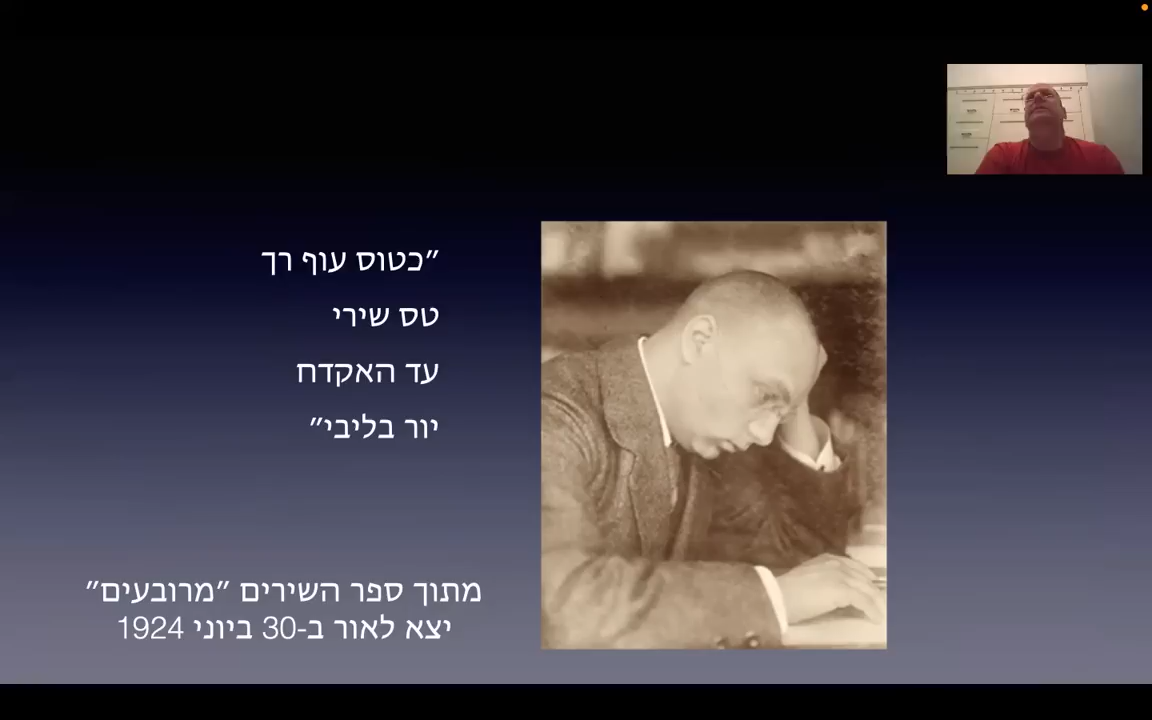 ״כטוס עוף רך
טס שירי
עד האקדח
יור בליבי״
מתוך ספר השירים ״מרובעים״
יצא לאור ב-30 ביוני 1924